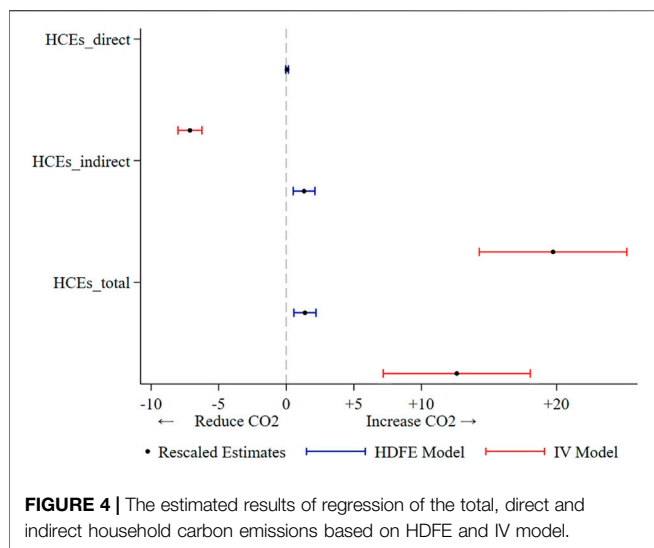 HCEs_direct
HCEs_indirect
HCEs_total
-10 -5 0 +5 +10 +20
← Reduce CO2 Increase CO2 →
Rescaled Estimates HDFE Model IV Model
FIGURE 4 | The estimated results of regression of the total, direct and
indirect household carbon emissions based on HDFE and IV model.